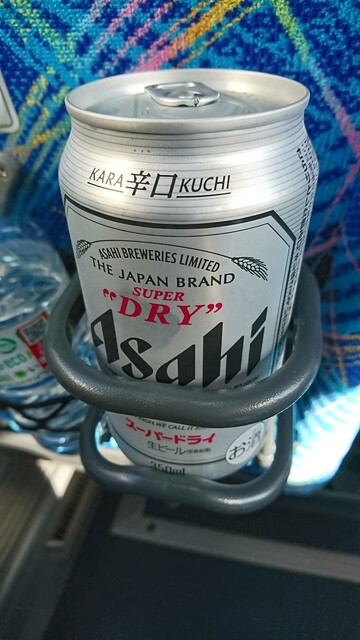 KARA 辛口 KUCHI
ASAHI BREWERIES LIMITED
THE JAPAN BRAND
SUPER
"DRY"
Asahi
スーパードライ
生ビール
お酒
350ml